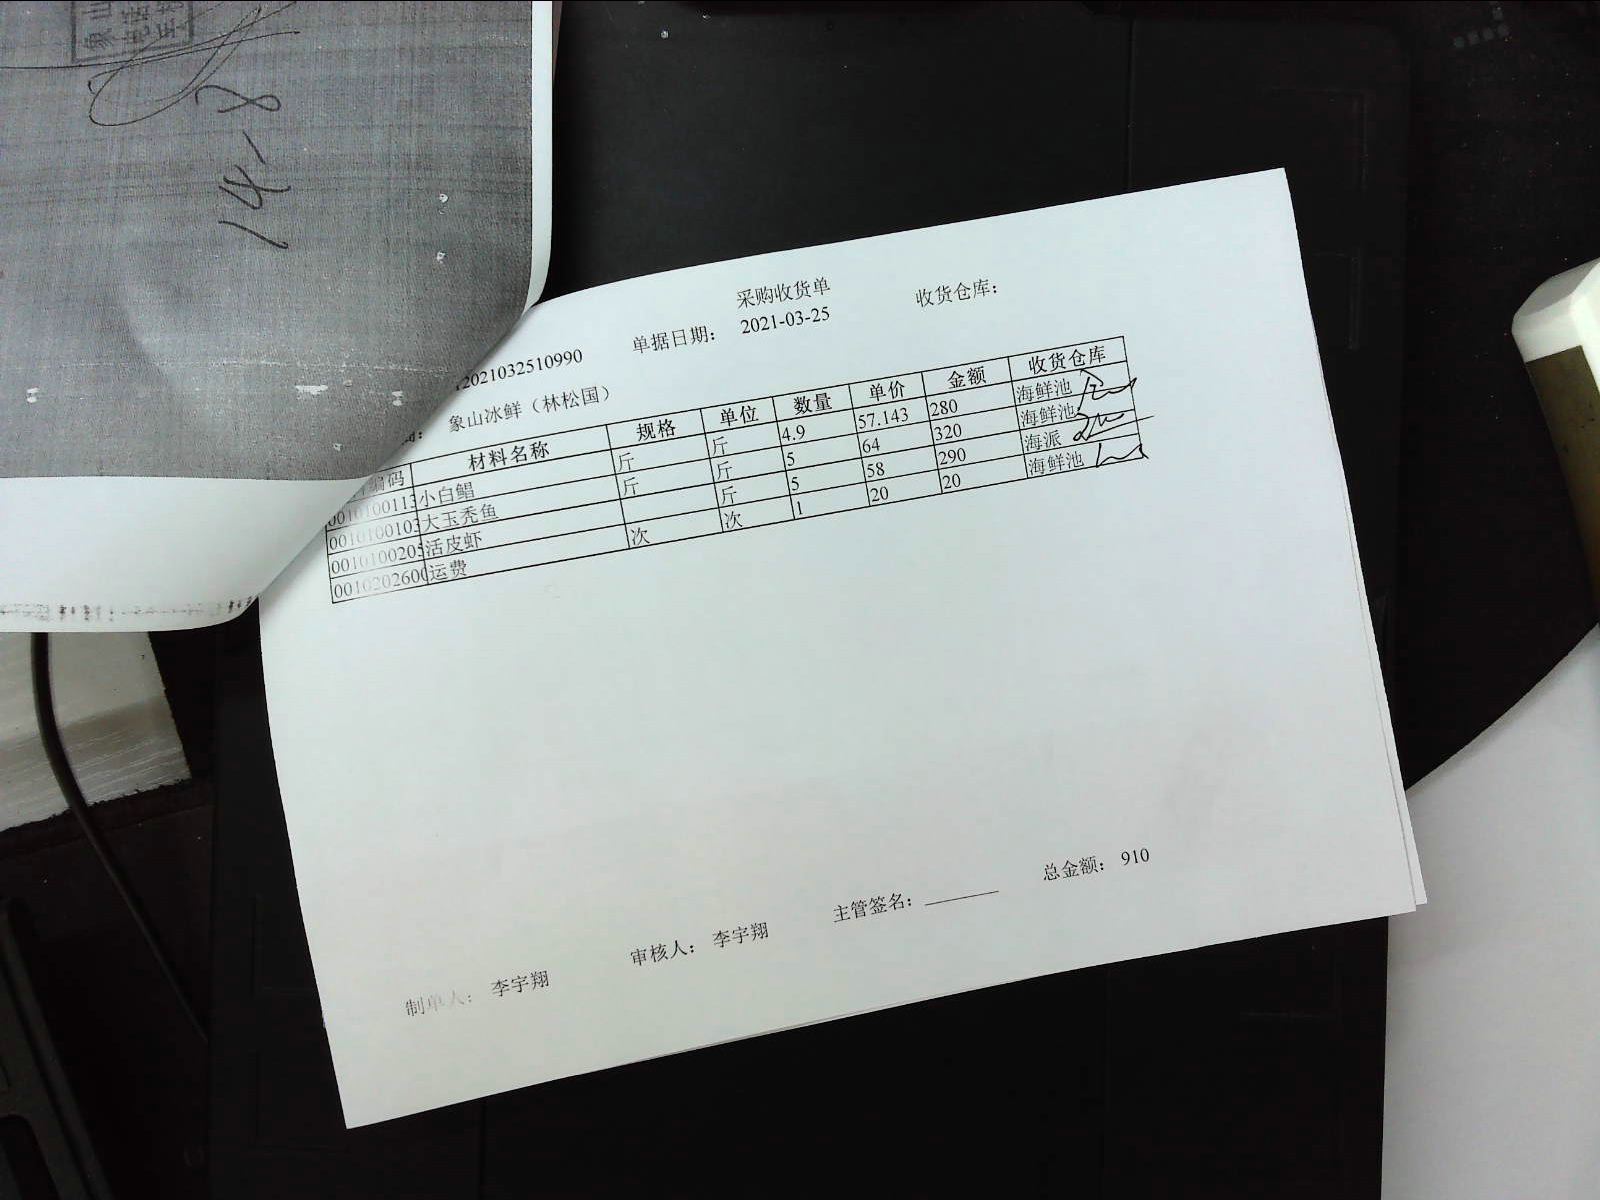 14-8
采购收货单
2021032510990 单据日期： 2021-03-25 收货仓库：
象山冰鲜（林松国）
编码 材料名称 规格 单位 数量 单价 金额 收货仓库
0010100113 小白鲳 斤 斤 4.9 57.143 280 海鲜池
0010100103 大玉秃鱼 斤 斤 5 64 320 海鲜池
001010020 活皮虾 斤 5 58 290 海派
001020260 运费 次 次 1 20 20 海鲜池
制单人： 李宇翔 审核人： 李宇翔 主管签名： 总金额： 910